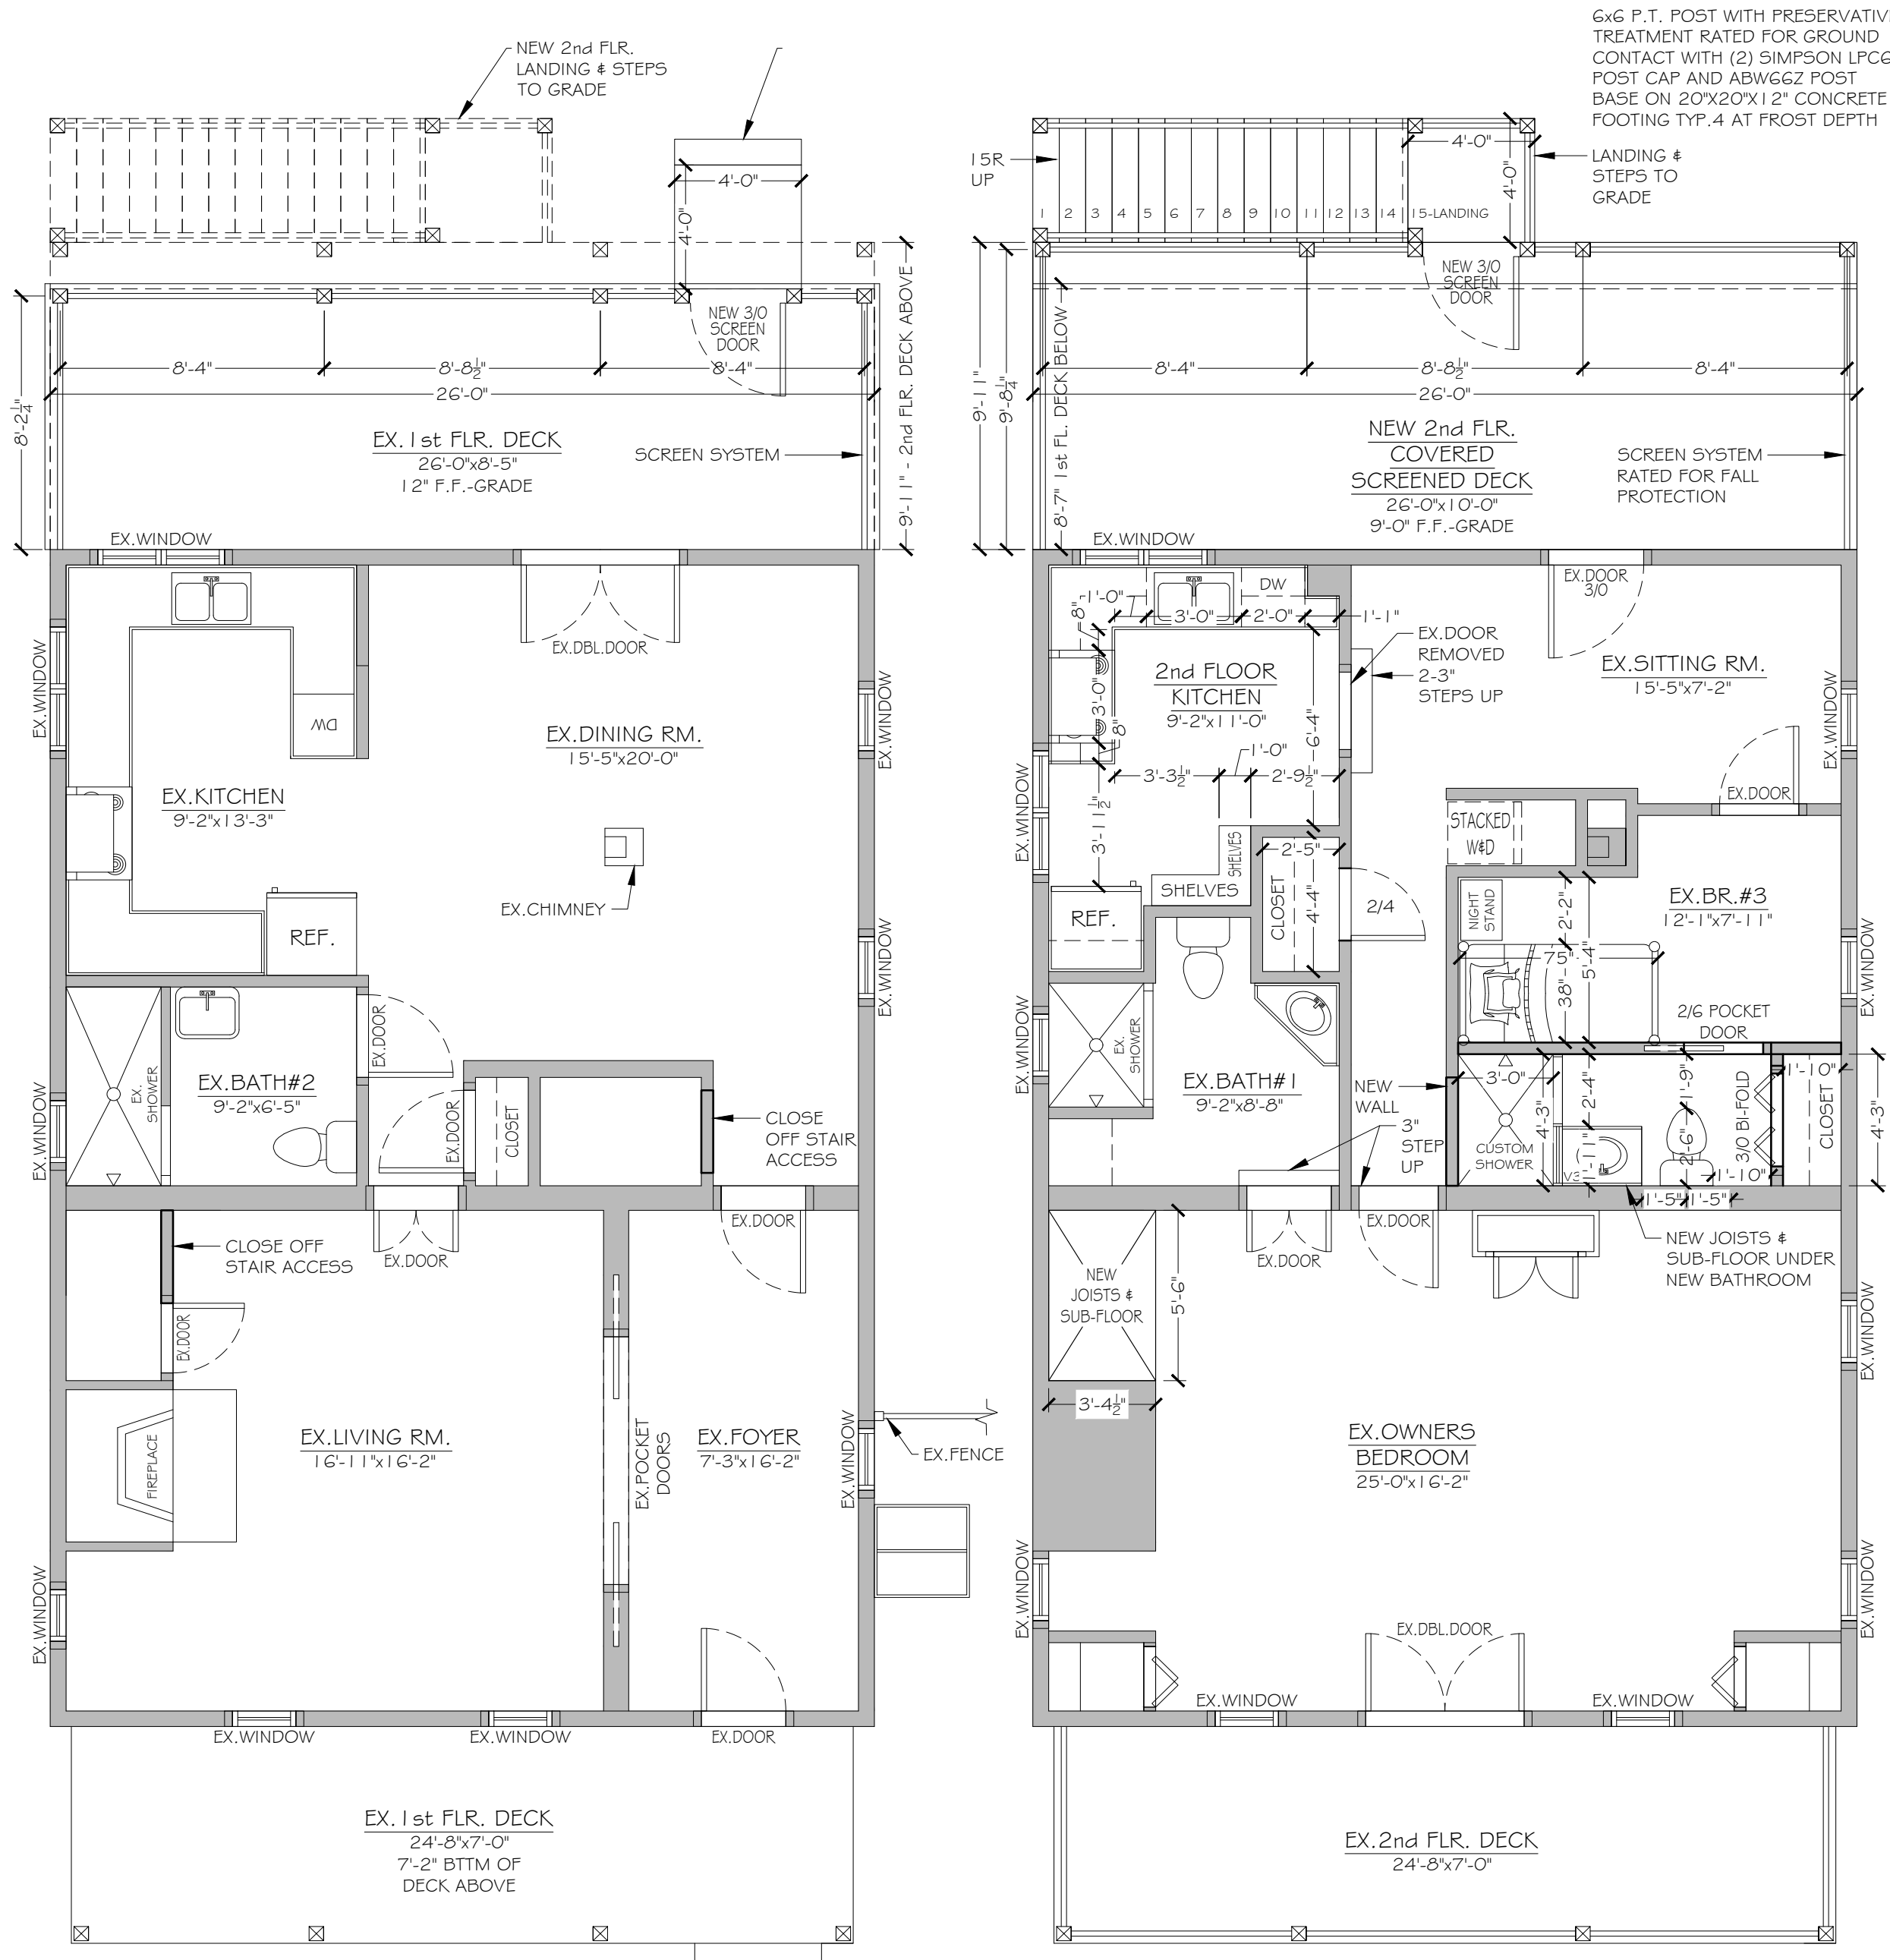 NEW 2nd FLR.
LANDING & STEPS
TO GRADE
4'-0"
4'-0"
NEW 3/0
SCREEN
DOOR
8'-4"
8'-8½"
8'-4"
26'-0"
8'-2¼"
9'-11" - 2nd FLR. DECK ABOVE
EX.1st FLR. DECK
26'-0"x8'-5"
12" F.F.-GRADE
SCREEN SYSTEM
EX.WINDOW
EX.DBL.DOOR
EX.WINDOW
EX.WINDOW
DW
EX.DINING RM.
15'-5"x20'-0"
EX.KITCHEN
9'-2"x13'-3"
EX.CHIMNEY
REF.
EX.WINDOW
EX.DOOR
EX.
SHOWER
EX.BATH#2
9'-2"x6'-5"
EX.WINDOW
EX.DOOR
CLOSET
CLOSE
OFF STAIR
ACCESS
EX.DOOR
EX.DOOR
CLOSE OFF
STAIR ACCESS
EX.DOOR
FIREPLACE
EX.LIVING RM.
16'-11"x16'-2"
EX.POCKET
DOORS
EX.FOYER
7'-3"x16'-2"
EX.WINDOW
EX.FENCE
EX.WINDOW
EX.WINDOW
EX.WINDOW
EX.DOOR
EX.1st FLR. DECK
24'-8"x7'-0"
7'-2" BTTM OF
DECK ABOVE
6x6 P.T. POST WITH PRESERVATIV
TREATMENT RATED FOR GROUND
CONTACT WITH (2) SIMPSON LPC6
POST CAP AND ABW66Z POST
BASE ON 20"X20"X12" CONCRETE
FOOTING TYP.4 AT FROST DEPTH
15R
UP
4'-0"
4'-0"
LANDING &
STEPS TO
GRADE
1 2 3 4 5 6 7 8 9 10 11 12 13 14 15-LANDING
NEW 3/0
SCREEN
DOOR
9'-11"
9'-8¼"
8'-7" 1st FL. DECK BELOW
8'-4"
8'-8½"
8'-4"
26'-0"
NEW 2nd FLR.
COVERED
SCREENED DECK
26'-0"x10'-0"
9'-0" F.F.-GRADE
SCREEN SYSTEM
RATED FOR FALL
PROTECTION
EX.WINDOW
DW
EX.DOOR
3/0
8"
1'-0"
3'-0"
2'-0"
1'-1"
EX.DOOR
REMOVED
2-3"
STEPS UP
2nd FLOOR
KITCHEN
9'-2"x11'-0"
3'-0"
8"
6'-4"
EX.SITTING RM.
15'-5"x7'-2"
EX.WINDOW
1'-0"
3'-3½"
2'-9½"
3'-11½"
EX.WINDOW
EX.DOOR
STACKED
W&D
SHELVES
SHELVES
2'-5"
CLOSET
4'-4"
2/4
REF.
NIGHT
STAND
2'-2"
5'-4"
EX.BR.#3
12'-1"x7'-11"
75"
38"
EX.WINDOW
2/6 POCKET
DOOR
EX.
SHOWER
EX.WINDOW
EX.BATH#1
9'-2"x8'-8"
NEW
WALL
3"
STEP
UP
3'-0"
4'-3"
CUSTOM
SHOWER
2'-4"
1'-11"
1'-9"
2'-6"
3/0 BI-FOLD
1'-10"
CLOSET
4'-3"
1'-10"
1'-5"
1'-5"
EX.DOOR
EX.DOOR
NEW JOISTS &
SUB-FLOOR UNDER
NEW BATHROOM
NEW
JOISTS &
SUB-FLOOR
5'-6"
3'-4½"
EX.WINDOW
EX.OWNERS
BEDROOM
25'-0"x16'-2"
EX.WINDOW
EX.WINDOW
EX.DBL.DOOR
EX.WINDOW
EX.WINDOW
EX.2nd FLR. DECK
24'-8"x7'-0"